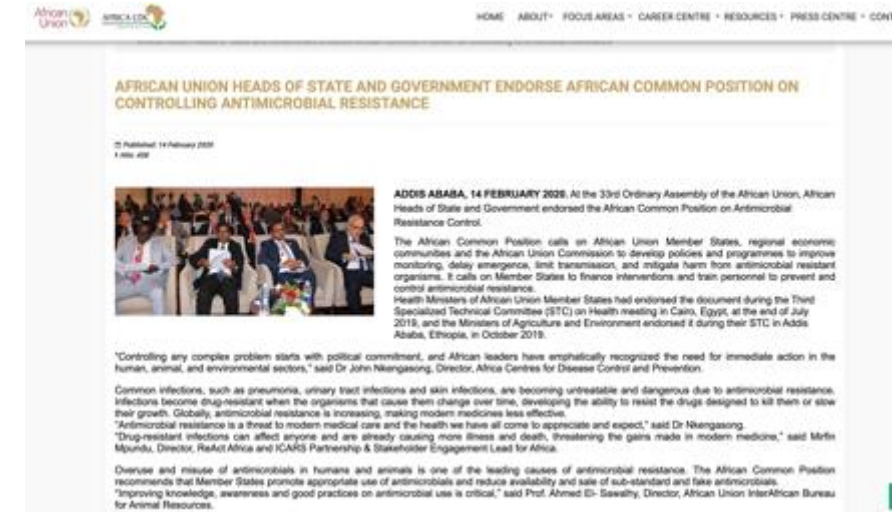 African Union
AFRICA CDC
HOME ABOUT FOCUS AREAS CAREER CENTRE RESOURCES PRESS CENTRE CONT
AFRICAN UNION HEADS OF STATE AND GOVERNMENT ENDORSE AFRICAN COMMON POSITION ON
CONTROLLING ANTIMICROBIAL RESISTANCE
Published: 14 February 2020
Hits: 408
ADDIS ABABA, 14 FEBRUARY 2020. At the 33rd Ordinary Assembly of the African Union, African
Heads of State and Government endorsed the African Common Position on Antimicrobial
Resistance Control.
The African Common Position calls on African Union Member States, regional economic
communities and the African Union Commission to develop policies and programmes to improve
monitoring, delay emergence, limit transmission, and mitigate harm from antimicrobial resistant
organisms. It calls on Member States to finance interventions and train personnel to prevent and
control antimicrobial resistance.
Health Ministers of African Union Member States had endorsed the document during the Third
Specialized Technical Committee (STC) on Health meeting in Cairo, Egypt, at the end of July
2019, and the Ministers of Agriculture and Environment endorsed it during their STC in Addis
Ababa, Ethiopia, in October 2019.
"Controlling any complex problem starts with political commitment, and African leaders have emphatically recognized the need for immediate action in the
human, animal, and environmental sectors," said Dr John Nkengasong, Director, Africa Centres for Disease Control and Prevention.
Common infections, such as pneumonia, urinary tract infections and skin infections, are becoming untreatable and dangerous due to antimicrobial resistance.
Infections become drug-resistant when the organisms that cause them change over time, developing the ability to resist the drugs designed to kill them or slow
their growth. Globally, antimicrobial resistance is increasing, making modern medicines less effective.
"Antimicrobial resistance is a threat to modern medical care and the health we have all come to appreciate and expect," said Dr Nkengasong.
"Drug-resistant infections can affect anyone and are already causing more illness and death, threatening the gains made in modern medicine," said Mirfin
Mpundu, Director, ReAct Africa and ICARS Partnership & Stakeholder Engagement Lead for Africa.
Overuse and misuse of antimicrobials in humans and animals is one of the leading causes of antimicrobial resistance. The African Common Position
recommends that Member States promote appropriate use of antimicrobials and reduce availability and sale of sub-standard and fake antimicrobials.
"Improving knowledge, awareness and good practices on antimicrobial use is critical," said Prof. Ahmed El- Sawalhy, Director, African Union InterAfrican Bureau
for Animal Resources.